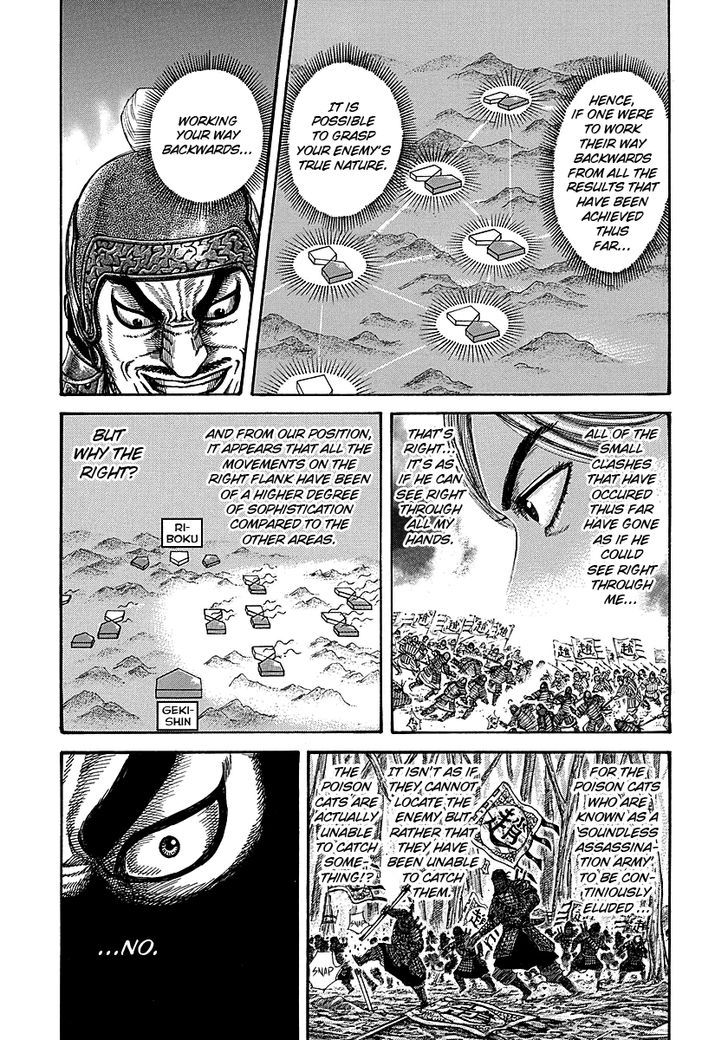 HENCE,
IF ONE WERE
TO WORK
THEIR WAY
BACKWARDS
FROM ALL THE
RESULTS THAT
HAVE BEEN
ACHIEVED
THUS
FAR...
IT IS
POSSIBLE
TO GRASP
YOUR ENEMY'S
TRUE NATURE.
WORKING
YOUR WAY
BACKWARDS...
ALL OF THE
SMALL
CLASHES
THAT HAVE
OCCURED
THUS FAR
HAVE GONE
AS IF HE
COULD
SEE RIGHT
THROUGH
ME...
THAT'S
RIGHT...
IT'S AS
IF HE CAN
SEE RIGHT
THROUGH
ALL MY
HANDS.
AND FROM OUR POSITION,
IT APPEARS THAT ALL THE
MOVEMENTS ON THE
RIGHT FLANK HAVE BEEN
OF A HIGHER DEGREE
OF SOPHISTICATION
COMPARED TO THE
OTHER AREAS.
BUT
WHY THE
RIGHT?
RI-
BOKU
GEKI-
SHIN
FOR THE
POISON CATS
WHO ARE
KNOWN AS A
'SOUNDLESS
ASSASSINA-
TION ARMY'
TO BE CON-
TINIOUSLY
ELUDED...
IT ISN'T AS IF
THEY CANNOT
LOCATE THE
ENEMY BUT
RATHER THAT
THEY HAVE
BEEN UNABLE
TO CATCH
THEM.
THE
POISON
CATS ARE
ACTUALLY
UNABLE
TO CATCH
SOME-
THING!?
趙
SNAP
SNAP
...NO.